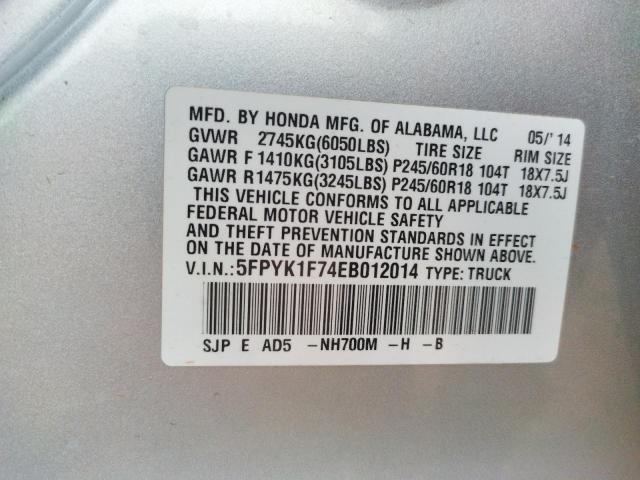 MFD. BY HONDA MFG. OF ALABAMA, LLC 05/'14
GVWR 2745KG(6050LBS) TIRE SIZE RIM SIZE
GAWR F 1410KG(3105LBS) P245/60R18 104T 18X7.5J
GAWR R1475KG(3245LBS) P245/60R18 104T 18X7.5J
THIS VEHICLE CONFORMS TO ALL APPLICABLE
FEDERAL MOTOR VEHICLE SAFETY
AND THEFT PREVENTION STANDARDS IN EFFECT
ON THE DATE OF MANUFACTURE SHOWN ABOVE.
V.I.N.:5FPYK1F74EB012014 TYPE: TRUCK
SJP E AD5 -NH700M -H -B